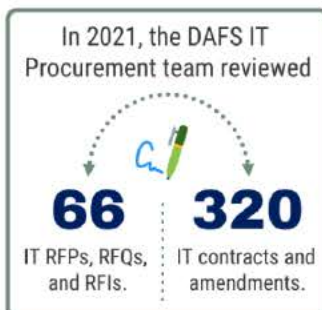 In 2021, the DAFS IT
Procurement team reviewed
66
IT RFPs, RFQs,
and RFIs.
320
IT contracts and
amendments.